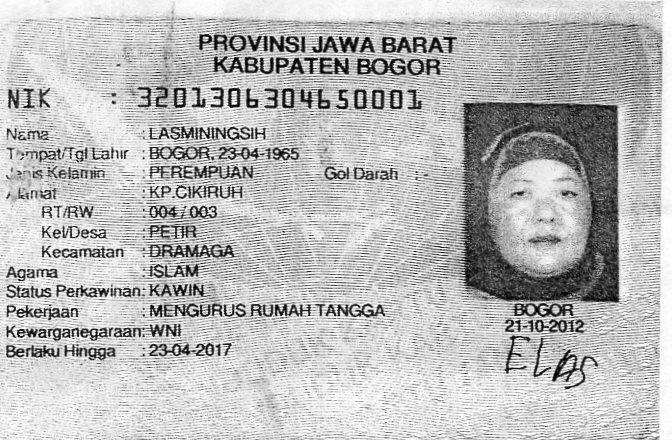 PROVINSI JAWA BARAT
KABUPATEN BOGOR
NIK : 3201306304650001
Nama : LASMININGSIH
Tempat/Tgl Lahir : BOGOR, 23-04-1965
Jenis Kelamin : PEREMPUAN Gol Darah : -
Alamat : KP.CIKIRUH
RT/RW : 004 / 003
Kel/Desa : PETIR
Kecamatan : DRAMAGA
Agama : ISLAM
Status Perkawinan: KAWIN
Pekerjaan : MENGURUS RUMAH TANGGA
Kewarganegaraan: WNI
Berlaku Hingga : 23-04-2017
BOGOR
21-10-2012